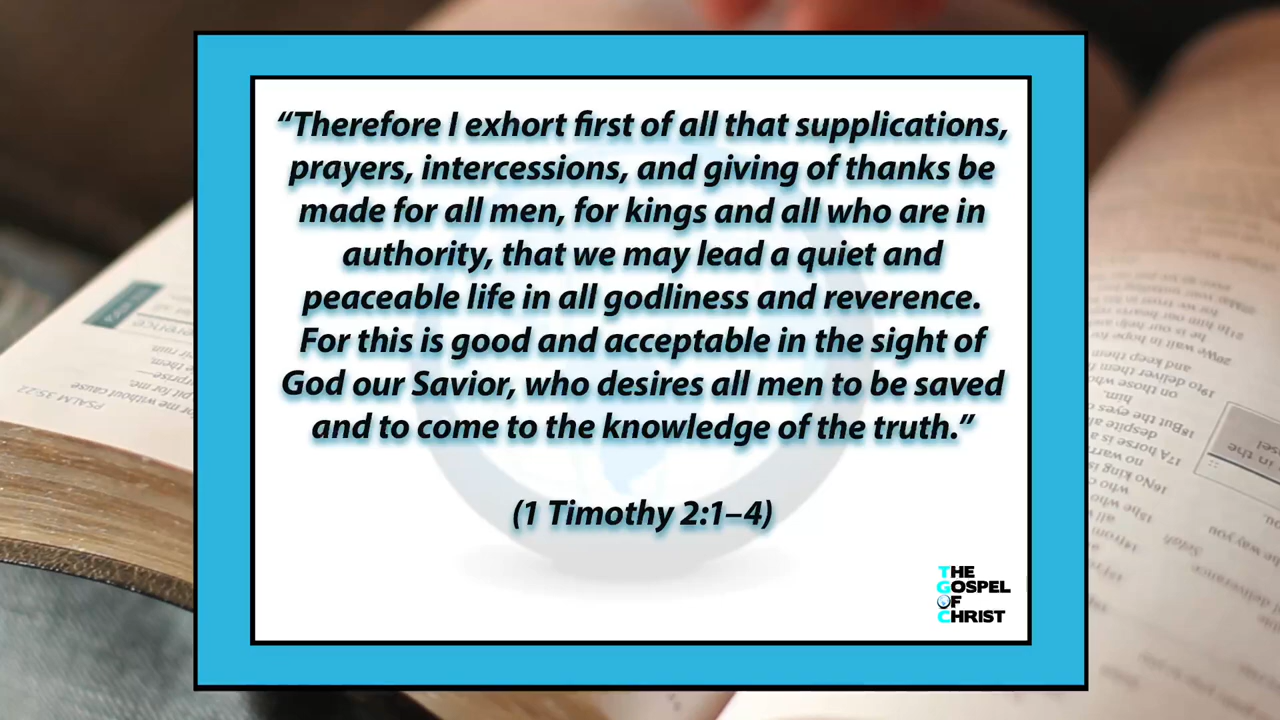 “Therefore I exhort first of all that supplications,
prayers, intercessions, and giving of thanks be
made for all men, for kings and all who are in
authority, that we may lead a quiet and
peaceable life in all godliness and reverence.
For this is good and acceptable in the sight of
God our Savior, who desires all men to be saved
and to come to the knowledge of the truth.”
(1 Timothy 2:1–4)
THE
GOSPEL
OF
CHRIST
PSALM 35:22